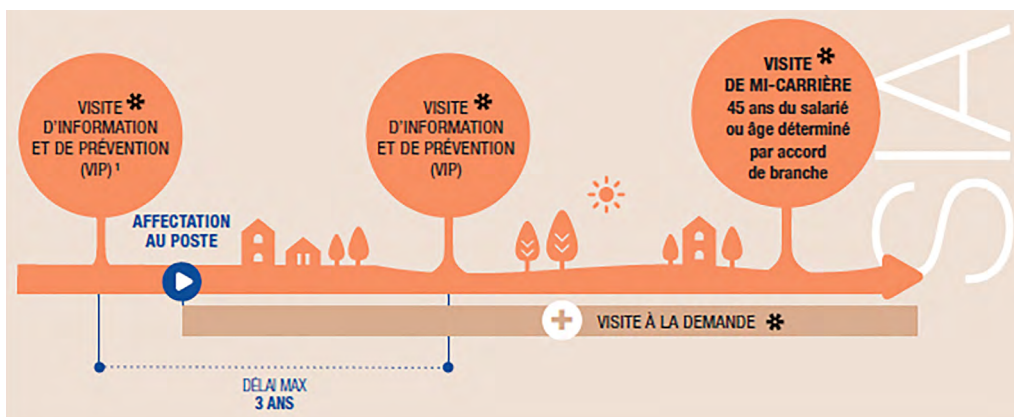 VISITE *
D'INFORMATION
ET DE PRÉVENTION
(VIP) 1
AFFECTATION
AU POSTE
VISITE *
D'INFORMATION
ET DE PRÉVENTION
(VIP)
VISITE *
DE MI-CARRIÈRE
45 ans du salarié
ou âge déterminé
par accord
de branche
SIA
VISITE À LA DEMANDE *
DÉLAI MAX
3 ANS